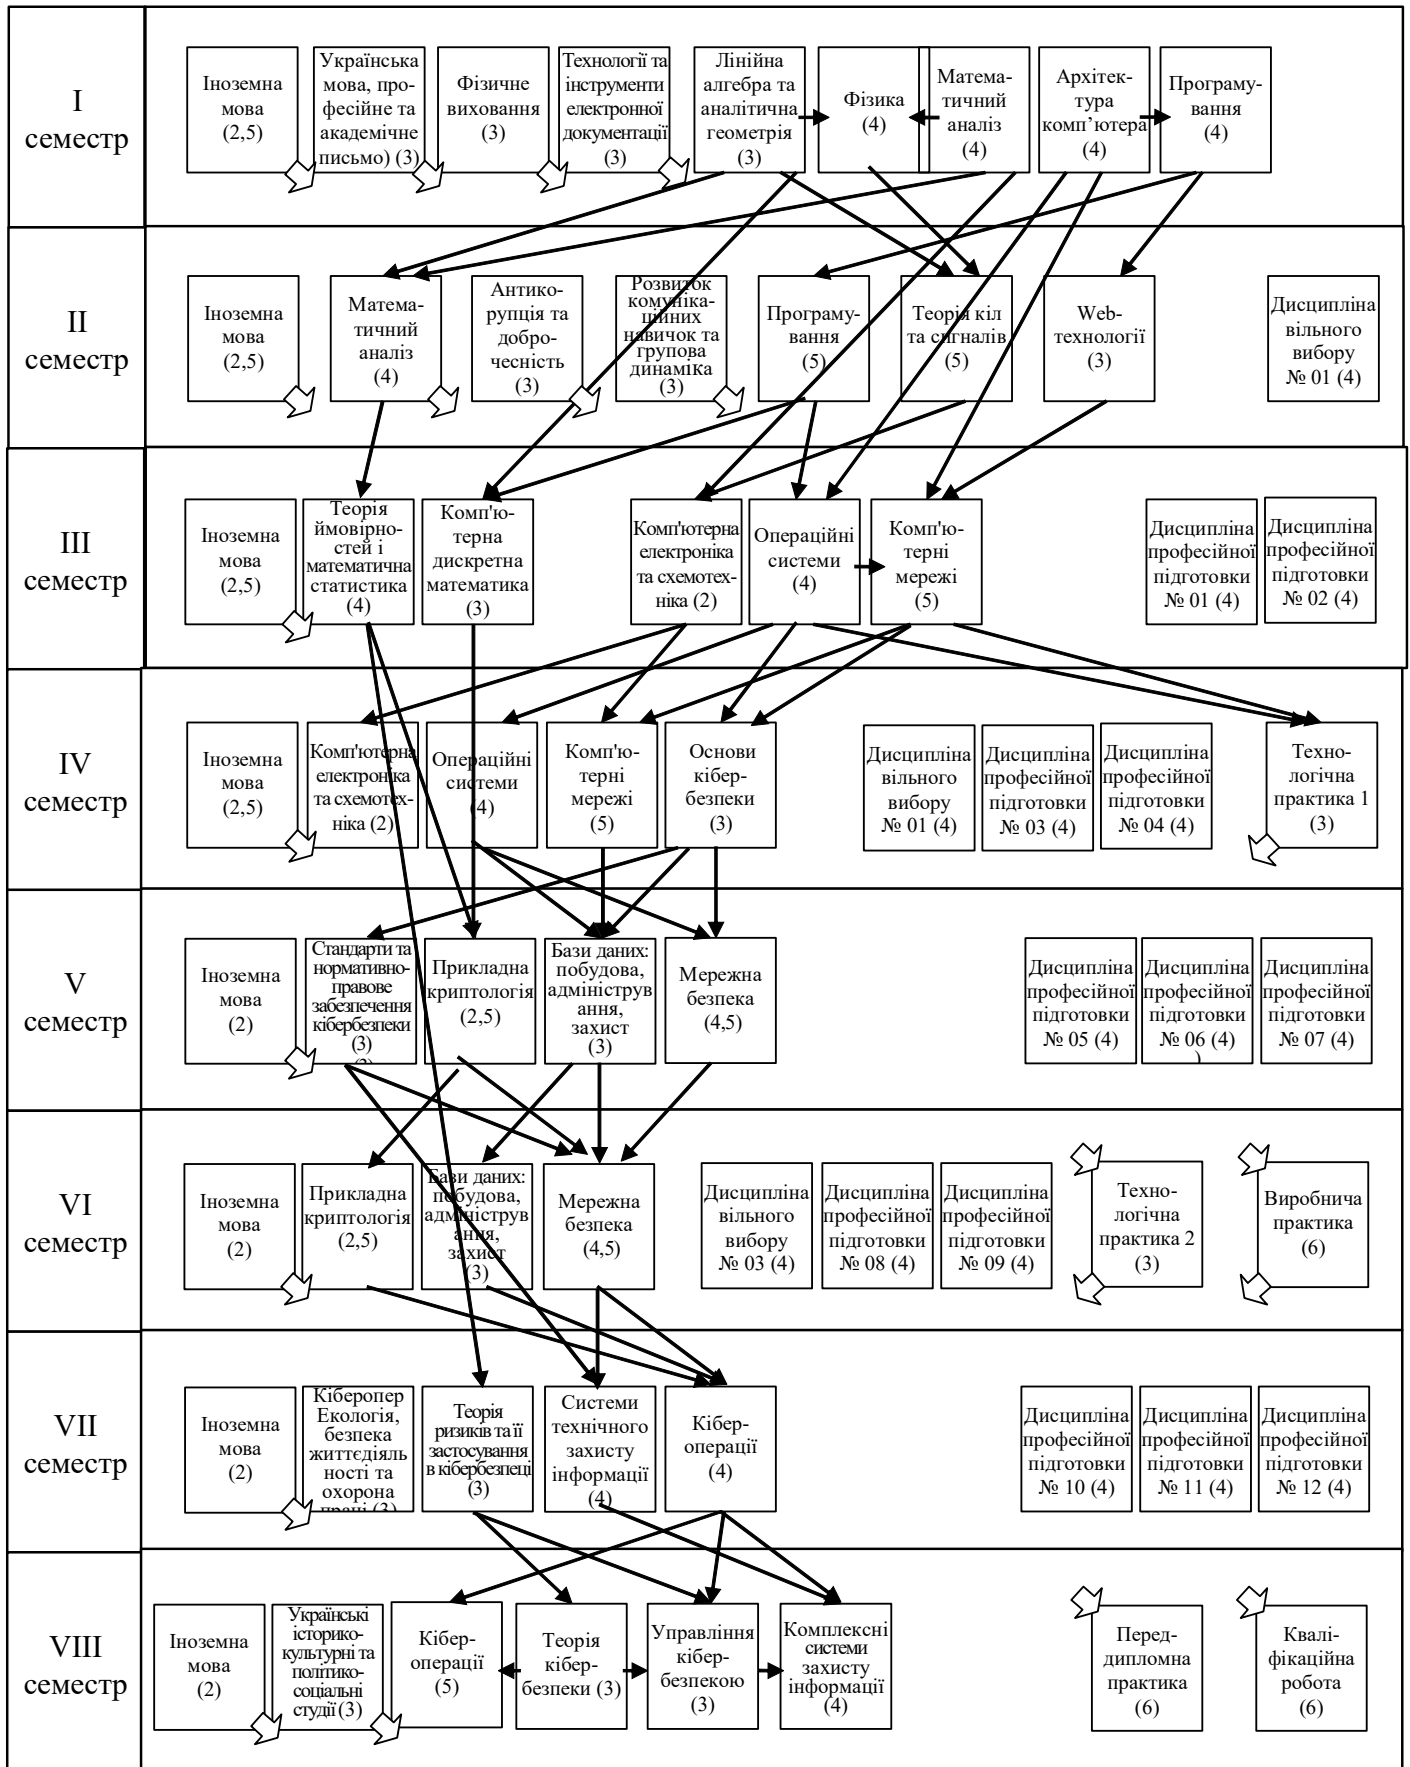 I
семестр
Іноземна
мова
(2,5)
Українська
мова, про-
фесійне та
академічне
письмо) (3)
Фізичне
виховання
(3)
Технології та
інструменти
електронної
документації
(3)
Лінійна
алгебра та
аналітична
геометрія
(3)
Фізика
(4)
Матема-
тичний
аналіз
(4)
Архітек-
тура
комп’ютера
(4)
Програму-
вання
(4)
II
семестр
Іноземна
мова
(2,5)
Матема-
тичний
аналіз
(4)
Антико-
рупція та
добро-
чесність
(3)
Розвиток
комуніка-
ційних
навичок та
групова
динаміка
(3)
Програму-
вання
(5)
Теорія кіл
та сигналів
(5)
Web-
технології
(3)
Дисципліна
вільного
вибору
№ 01 (4)
III
семестр
Іноземна
мова
(2,5)
Теорія
ймовірно-
стей і
математична
статистика
(4)
Комп'ю-
терна
дискретна
математика
(3)
Комп'ютерна
електроніка
та схемотех-
ніка (2)
Операційні
системи
(4)
Комп'ю-
терні
мережі
(5)
Дисципліна
професійної
підготовки
№ 01 (4)
Дисципліна
професійної
підготовки
№ 02 (4)
IV
семестр
Іноземна
мова
(2,5)
Комп'ютерна
електроніка
та схемотех-
ніка (2)
Операційні
системи
(4)
Комп'ю-
терні
мережі
(5)
Основи
кібер-
безпеки
(3)
Дисципліна
вільного
вибору
№ 01 (4)
Дисципліна
професійної
підготовки
№ 03 (4)
Дисципліна
професійної
підготовки
№ 04 (4)
Техно-
логічна
практика 1
(3)
V
семестр
Іноземна
мова
(2)
Стандарти та
нормативно-
правове
забезпечення
кібербезпеки
(3)
Прикладна
криптологія
(2,5)
Бази даних:
побудова,
адмініструв
ання,
захист
(3)
Мережна
безпека
(4,5)
Дисципліна
професійної
підготовки
№ 05 (4)
Дисципліна
професійної
підготовки
№ 06 (4)
)
Дисципліна
професійної
підготовки
№ 07 (4)
VI
семестр
Іноземна
мова
(2)
Прикладна
криптологія
(2,5)
Бази даних:
побудова,
адмініструв
ання,
захист
(3)
Мережна
безпека
(4,5)
Дисципліна
вільного
вибору
№ 03 (4)
Дисципліна
професійної
підготовки
№ 08 (4)
Дисципліна
професійної
підготовки
№ 09 (4)
Техно-
логічна
практика 2
(3)
Виробнича
практика
(6)
VII
семестр
Іноземна
мова
(2)
Кіберопер
Екологія,
безпека
життєдіяль
ності та
охорона
праці (3)
Теорія
ризиків та її
застосування
в кібербезпеці
(3)
Системи
технічного
захисту
інформації
(4)
Кібер-
операції
(4)
Дисципліна
професійної
підготовки
№ 10 (4)
Дисципліна
професійної
підготовки
№ 11 (4)
Дисципліна
професійної
підготовки
№ 12 (4)
VIII
семестр
Іноземна
мова
(2)
Українські
історико-
культурні та
політико-
соціальні
студії (3)
Кібер-
операції
(5)
Теорія
кібер-
безпеки (3)
Управління
кібер-
безпекою
(3)
Комплексні
системи
захисту
інформації
(4)
Перед-
дипломна
практика
(6)
Квалі-
фікаційна
робота
(6)